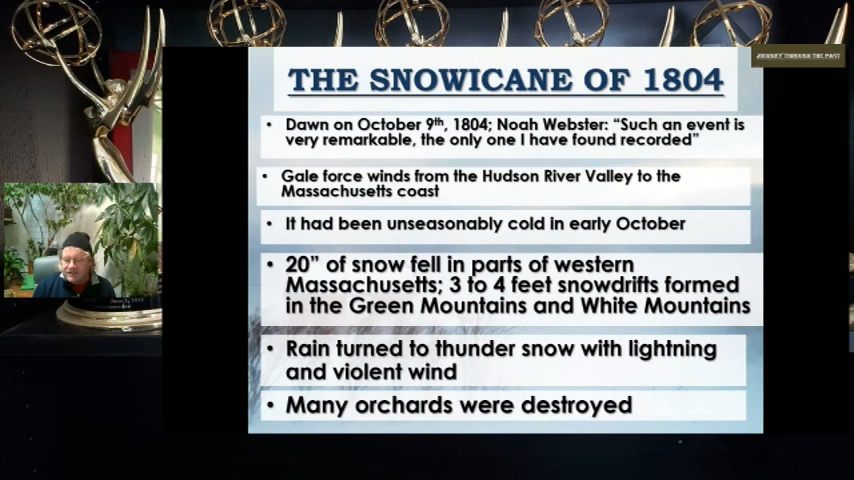 JOURNEY THROUGH THE PAST
THE SNOWICANE OF 1804
• Dawn on October 9th, 1804; Noah Webster: “Such an event is
very remarkable, the only one I have found recorded”
• Gale force winds from the Hudson River Valley to the
Massachusetts coast
• It had been unseasonably cold in early October
• 20” of snow fell in parts of western
Massachusetts; 3 to 4 feet snowdrifts formed
in the Green Mountains and White Mountains
• Rain turned to thunder snow with lightning
and violent wind
• Many orchards were destroyed